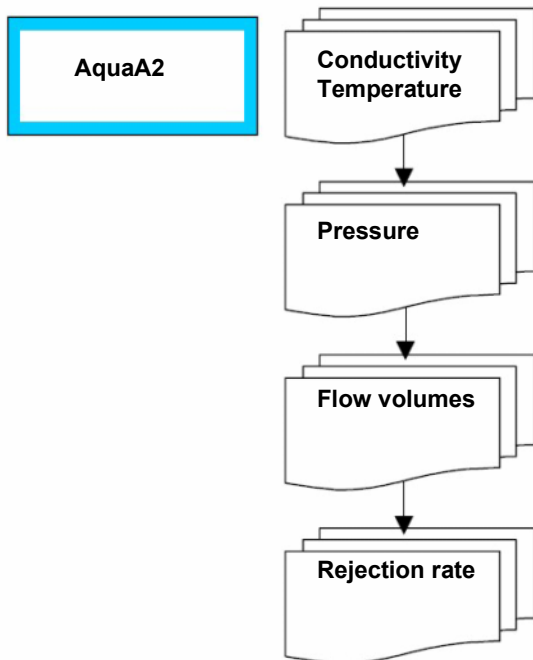 AquaA2
Conductivity
Temperature
Pressure
Flow volumes
Rejection rate